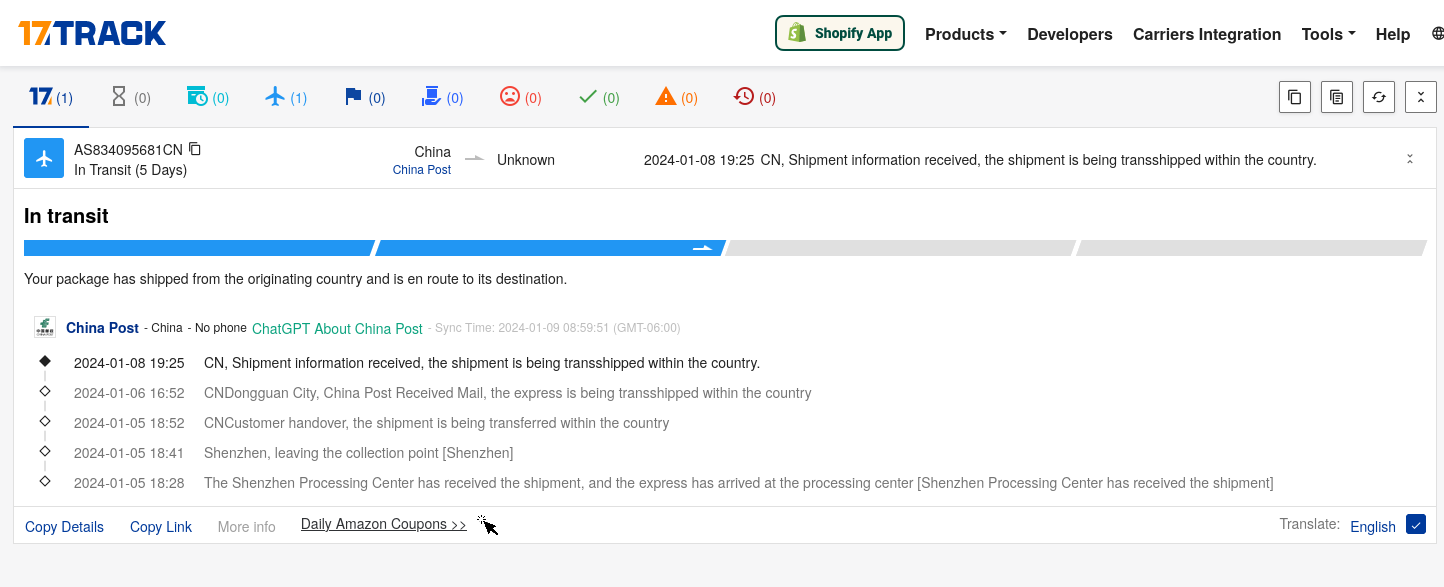 17TRACK
Shopify App Products Developers Carriers Integration Tools Help
17 (1) (0) (0) (1) (0) (0) (0) (0) (0) (0)
AS834095681CN
In Transit (5 Days)
China
China Post
Unknown
2024-01-08 19:25 CN, Shipment information received, the shipment is being transshipped within the country.
In transit
Your package has shipped from the originating country and is en route to its destination.
China Post - China - No phone ChatGPT About China Post - Sync Time: 2024-01-09 08:59:51 (GMT-06:00)
2024-01-08 19:25 CN, Shipment information received, the shipment is being transshipped within the country.
2024-01-06 16:52 CNDongguan City, China Post Received Mail, the express is being transshipped within the country
2024-01-05 18:52 CNCustomer handover, the shipment is being transferred within the country
2024-01-05 18:41 Shenzhen, leaving the collection point [Shenzhen]
2024-01-05 18:28 The Shenzhen Processing Center has received the shipment, and the express has arrived at the processing center [Shenzhen Processing Center has received the shipment]
Copy Details Copy Link More info Daily Amazon Coupons >> Translate: English